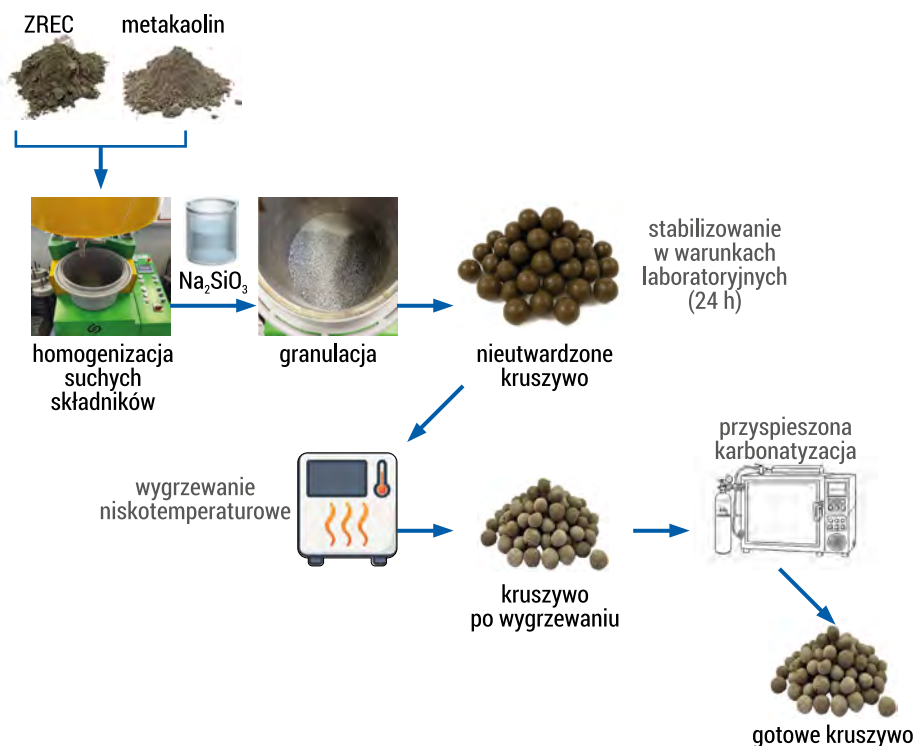 ZREC
metakaolin
Na₂SiO₃
homogenizacja
suchych
składników
granulacja
nieutwardzone
kruszywo
stabilizowanie
w warunkach
laboratoryjnych
(24 h)
wygrzewanie
niskotemperaturowe
kruszywo
po wygrzewaniu
przyspieszona
karbonatyzacja
gotowe kruszywo